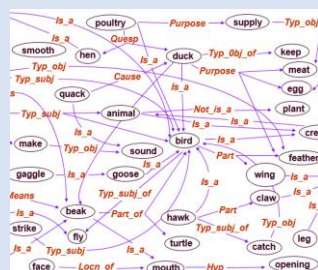 Is_a poultry Purpose supply Typ_obj
smooth hen Quesp duck Typ_0bj_of keep
Is_a Typ_obj Cause Purpose meat
Typ_subj quack Is_a egg
Typ_subj animal Not_is_a plant
Is_a Is_a Is_a cre
make Typ_obj sound bird Is_a feather
Is_a Part
gaggle Is_a goose wing
Means Typ_subj_of Is_a claw
Is_a beak Part_of hawk Part
strike fly Typ_subj_of Typ_obj
Typ_subj turtle catch leg
Is_a
face Locn_of mouth Hyp opening